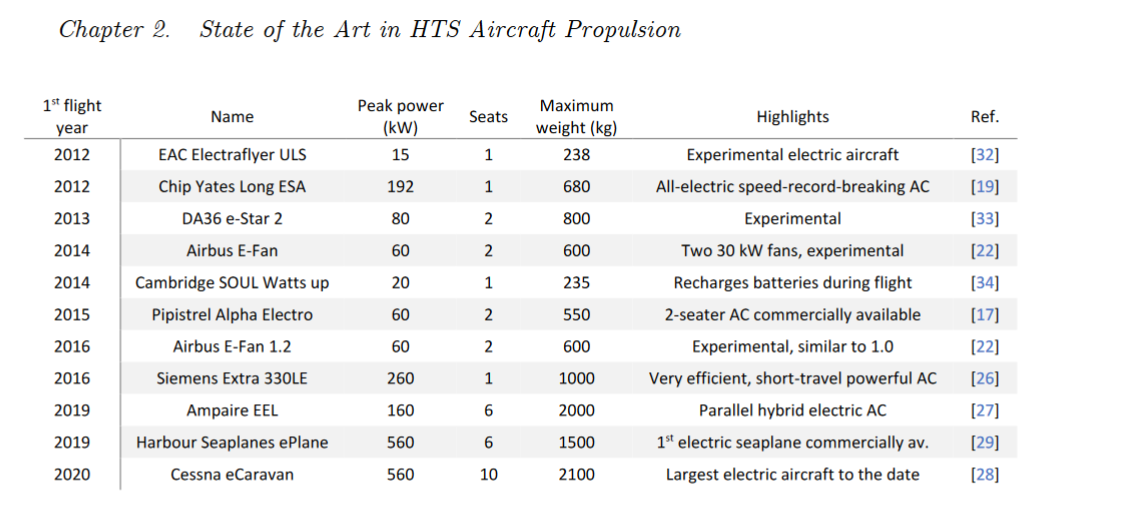 Chapter 2. State of the Art in HTS Aircraft Propulsion
1st flight year Name Peak power (kW) Seats Maximum weight (kg) Highlights Ref.
2012 EAC Electraflyer ULS 15 1 238 Experimental electric aircraft [32]
2012 Chip Yates Long ESA 192 1 680 All-electric speed-record-breaking AC [19]
2013 DA36 e-Star 2 80 2 800 Experimental [33]
2014 Airbus E-Fan 60 2 600 Two 30 kW fans, experimental [22]
2014 Cambridge SOUL Watts up 20 1 235 Recharges batteries during flight [34]
2015 Pipistrel Alpha Electro 60 2 550 2-seater AC commercially available [17]
2016 Airbus E-Fan 1.2 60 2 600 Experimental, similar to 1.0 [22]
2016 Siemens Extra 330LE 260 1 1000 Very efficient, short-travel powerful AC [26]
2019 Ampaire EEL 160 6 2000 Parallel hybrid electric AC [27]
2019 Harbour Seaplanes ePlane 560 6 1500 1st electric seaplane commercially av. [29]
2020 Cessna eCaravan 560 10 2100 Largest electric aircraft to the date [28]